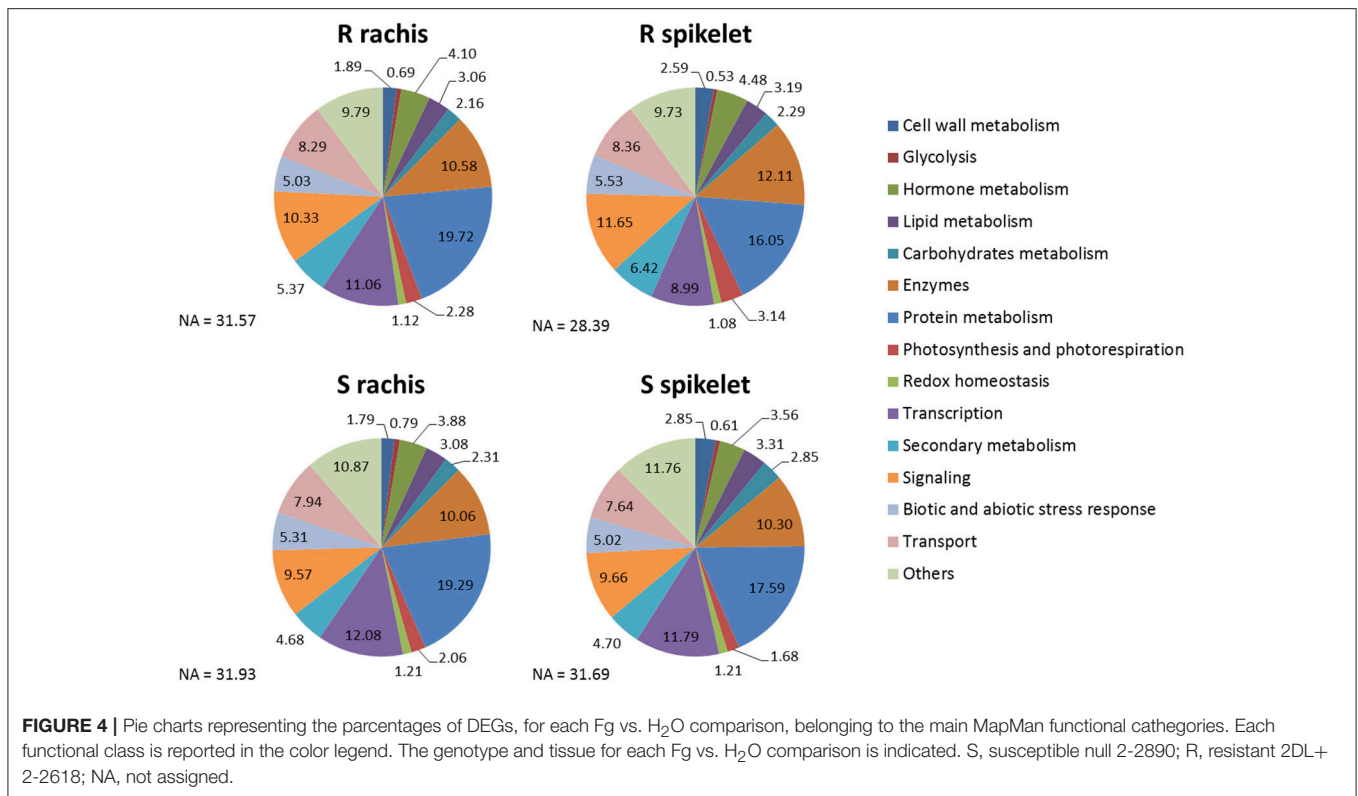 R rachis
1.89
0.69
4.10
3.06
2.16
10.58
19.72
2.28
1.12
11.06
5.37
10.33
5.03
8.29
9.79
NA = 31.57
R spikelet
2.59
0.53
4.48
3.19
2.29
12.11
16.05
3.14
1.08
8.99
6.42
11.65
5.53
8.36
9.73
NA = 28.39
S rachis
1.79
0.79
3.88
3.08
2.31
10.06
19.29
2.06
1.21
12.08
4.68
9.57
5.31
7.94
10.87
NA = 31.93
S spikelet
2.85
0.61
3.56
3.31
2.85
10.30
17.59
1.68
1.21
11.79
4.70
9.66
5.02
7.64
11.76
NA = 31.69
Cell wall metabolism
Glycolysis
Hormone metabolism
Lipid metabolism
Carbohydrates metabolism
Enzymes
Protein metabolism
Photosynthesis and photorespiration
Redox homeostasis
Transcription
Secondary metabolism
Signaling
Biotic and abiotic stress response
Transport
Others
FIGURE 4 | Pie charts representing the parcentages of DEGs, for each Fg vs. H₂O comparison, belonging to the main MapMan functional cathegories. Each
functional class is reported in the color legend. The genotype and tissue for each Fg vs. H₂O comparison is indicated. S, susceptible null 2-2890; R, resistant 2DL+
2-2618; NA, not assigned.